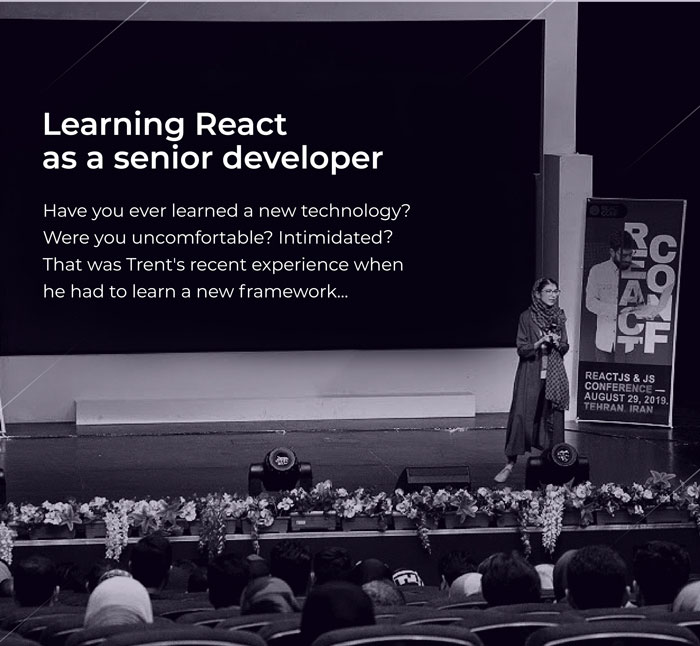 Learning React
as a senior developer
Have you ever learned a new technology?
Were you uncomfortable? Intimidated?
That was Trent's recent experience when
he had to learn a new framework...
REACT
CONF
REACTJS & JS
CONFERENCE —
AUGUST 29, 2019.
TEHRAN, IRAN